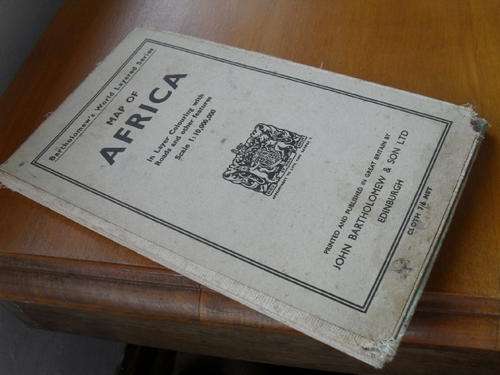 Bartholomew's World Layered Series
MAP OF
AFRICA
In Layer Colouring with
Roads and other features
Scale 1:10,000,000
PRINTED AND PUBLISHED IN GREAT BRITAIN BY
JOHN BARTHOLOMEW & SON LTD
EDINBURGH
CLOTH 7/6 NET